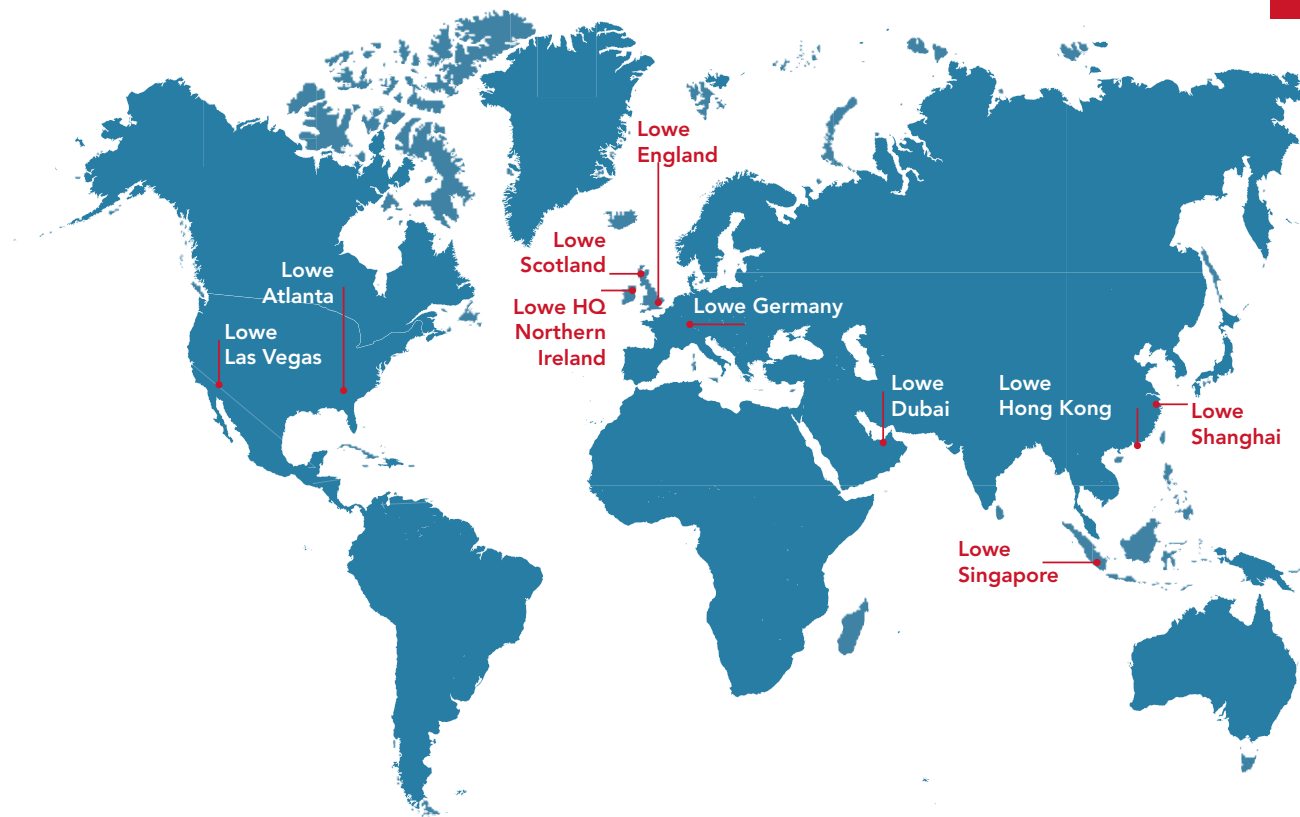 Lowe
England
Lowe
Scotland
Lowe HQ
Northern
Ireland
Lowe Germany
Lowe
Atlanta
Lowe
Las Vegas
Lowe
Dubai
Lowe
Hong Kong
Lowe
Shanghai
Lowe
Singapore